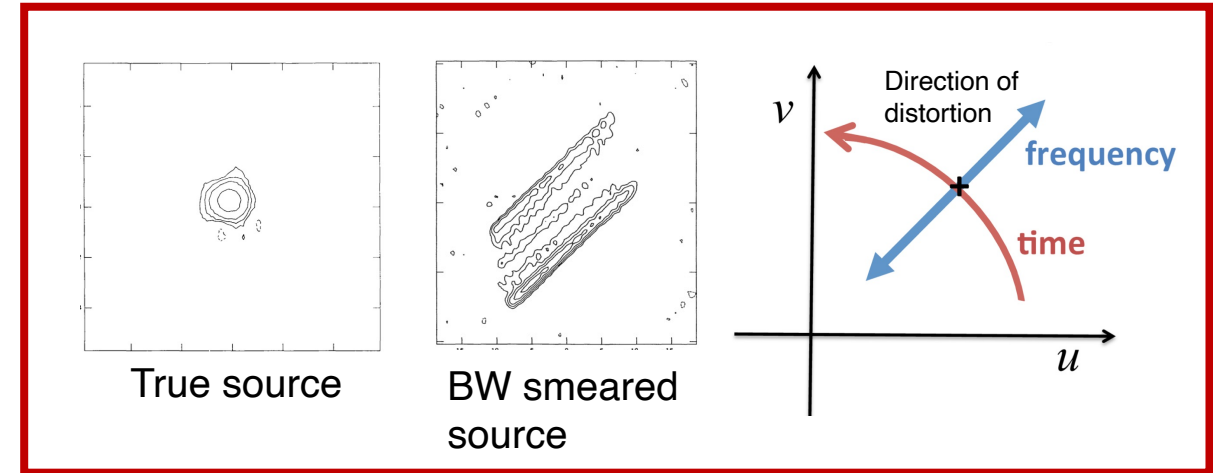 True source
BW smeared
source
Direction of
distortion
v
frequency
time
u